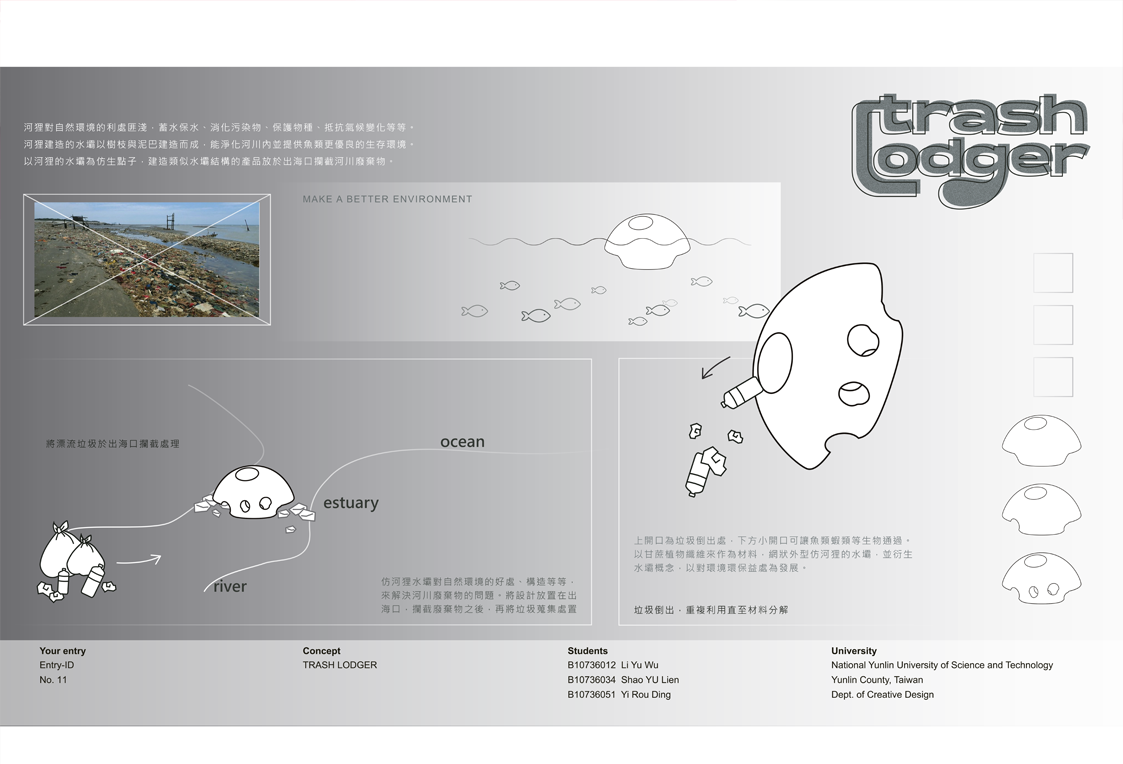 trash
Lodger
河狸對自然環境的利處匪淺，蓄水保水、消化污染物、保護物種、抵抗氣候變化等等。
河狸建造的水壩以樹枝與泥巴建造而成，能淨化河川內並提供魚類更優良的生存環境。
以河狸的水壩為仿生點子，建造類似水壩結構的產品放於出海口攔截河川廢棄物。
MAKE A BETTER ENVIRONMENT
將漂流垃圾於出海口攔截處理
ocean
estuary
river
仿河狸水壩對自然環境的好處、構造等等，
來解決河川廢棄物的問題。將設計放置在出
海口，攔截廢棄物之後，再將垃圾蒐集處置
上開口為垃圾倒出處，下方小開口可讓魚類蝦類等生物通過。
以甘蔗植物纖維來作為材料，網狀外型仿河狸的水壩，並衍生
水壩概念，以對環境環保益處為發展。
垃圾倒出，重複利用直至材料分解
Your entry
Entry-ID
No. 11
Concept
TRASH LODGER
Students
B10736012 Li Yu Wu
B10736034 Shao YU Lien
B10736051 Yi Rou Ding
University
National Yunlin University of Science and Technology
Yunlin County, Taiwan
Dept. of Creative Design